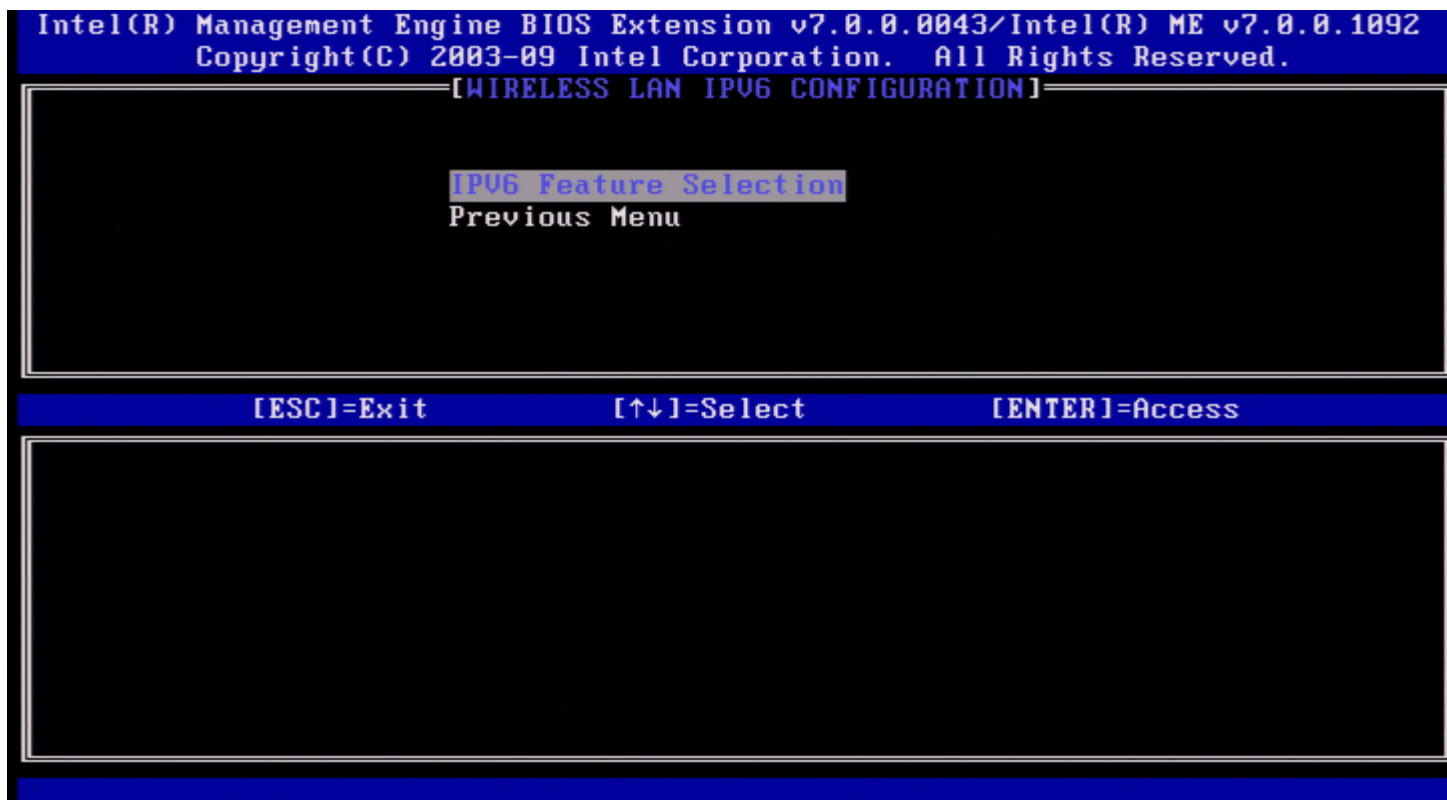 Intel(R) Management Engine BIOS Extension v7.0.0.0043/Intel(R) ME v7.0.0.1092
Copyright(C) 2003-09 Intel Corporation. All Rights Reserved.
[WIRELESS LAN IPV6 CONFIGURATION]
IPV6 Feature Selection
Previous Menu
[ESC]=Exit [↑↓]=Select [ENTER]=Access